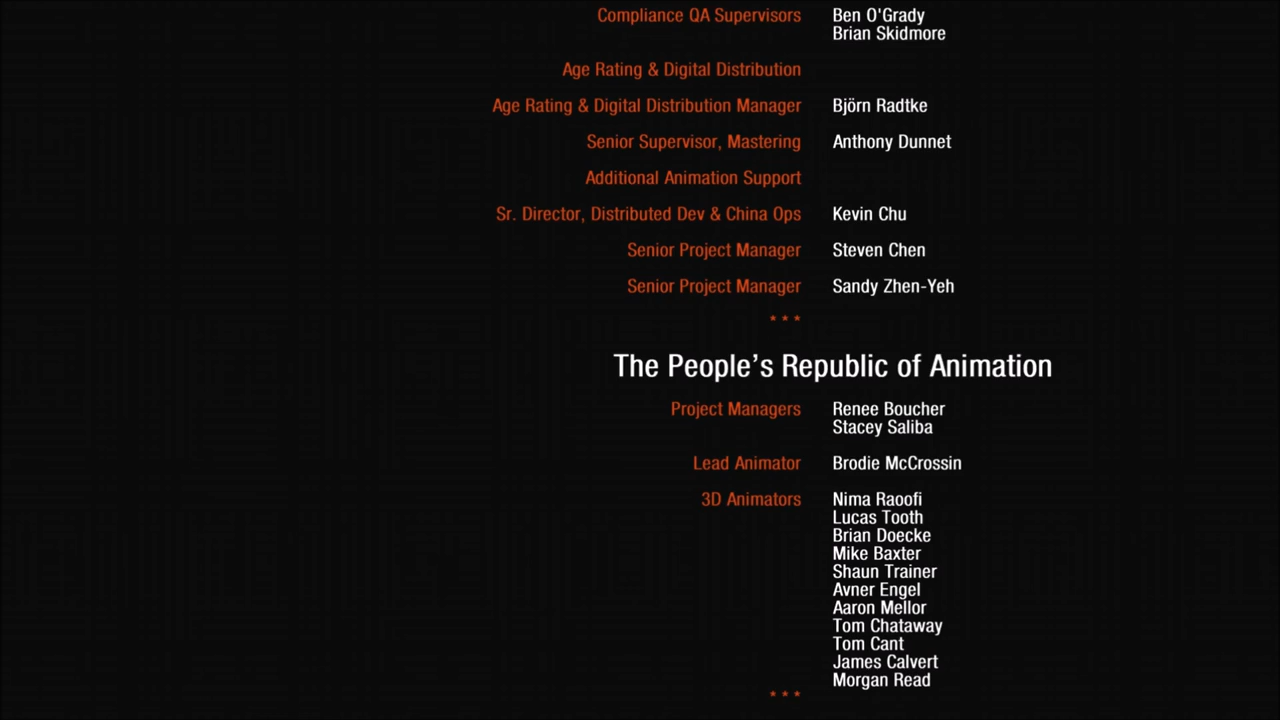 Compliance QA Supervisors Ben O'Grady
Brian Skidmore
Age Rating & Digital Distribution
Age Rating & Digital Distribution Manager Björn Radtke
Senior Supervisor, Mastering Anthony Dunnet
Additional Animation Support
Sr. Director, Distributed Dev & China Ops Kevin Chu
Senior Project Manager Steven Chen
Senior Project Manager Sandy Zhen-Yeh
* * *
The People's Republic of Animation
Project Managers Renee Boucher
Stacey Saliba
Lead Animator Brodie McCrossin
3D Animators Nima Raoofi
Lucas Tooth
Brian Doecke
Mike Baxter
Shaun Trainer
Avner Engel
Aaron Mellor
Tom Chataway
Tom Cant
James Calvert
Morgan Read
* * *